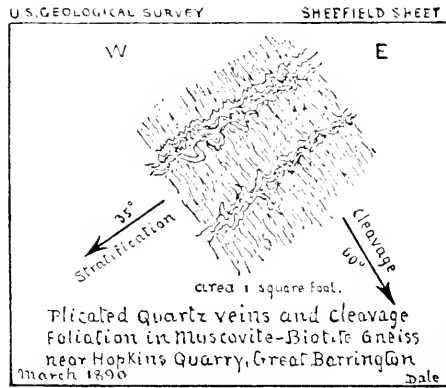 U.S. GEOLOGICAL SURVEY SHEFFIELD SHEET
W E
35°
Stratification
Cleavage
60°
area 1 square foot.
Plicated Quartz veins and Cleavage
Foliation in Muscovite-Biotite Gneiss
near Hopkins Quarry, Great Barrington
March 1890 Dale